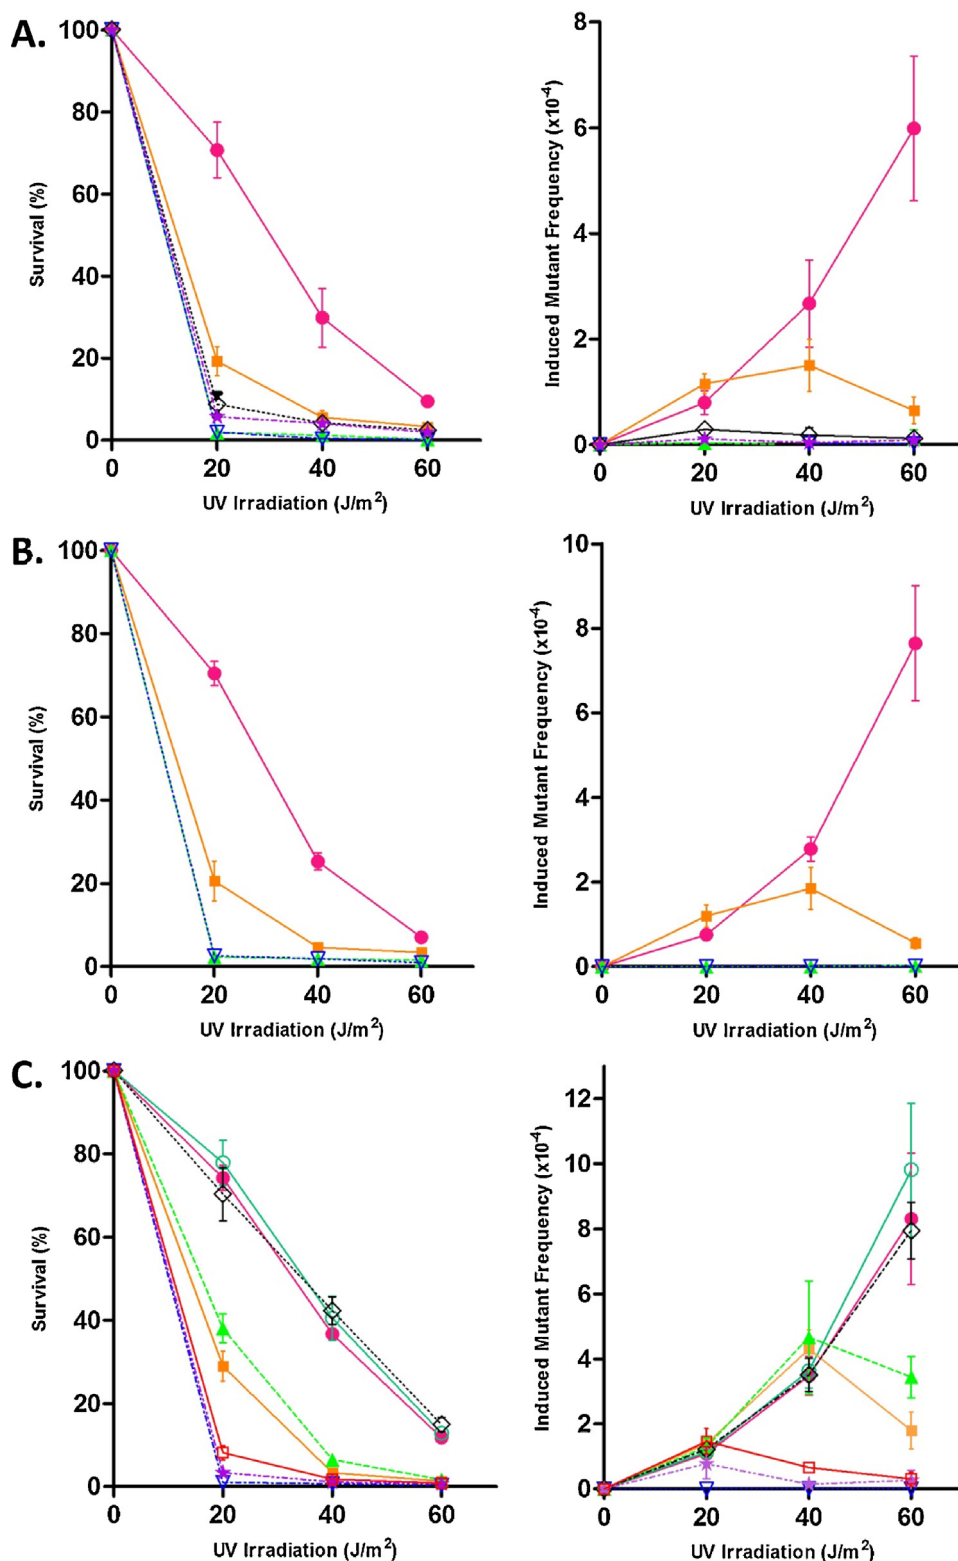 A.
100
80
60
40
20
0
Survival (%)
0 20 40 60
UV Irradiation (J/m²)
8
6
4
2
0
Induced Mutant Frequency (x10⁻⁴)
0 20 40 60
UV Irradiation (J/m²)
B.
100
80
60
40
20
0
Survival (%)
0 20 40 60
UV Irradiation (J/m²)
10
8
6
4
2
0
Induced Mutant Frequency (x10⁻⁴)
0 20 40 60
UV Irradiation (J/m²)
C.
100
80
60
40
20
0
Survival (%)
0 20 40 60
UV Irradiation (J/m²)
12
10
8
6
4
2
0
Induced Mutant Frequency (x10⁻⁴)
0 20 40 60
UV Irradiation (J/m²)